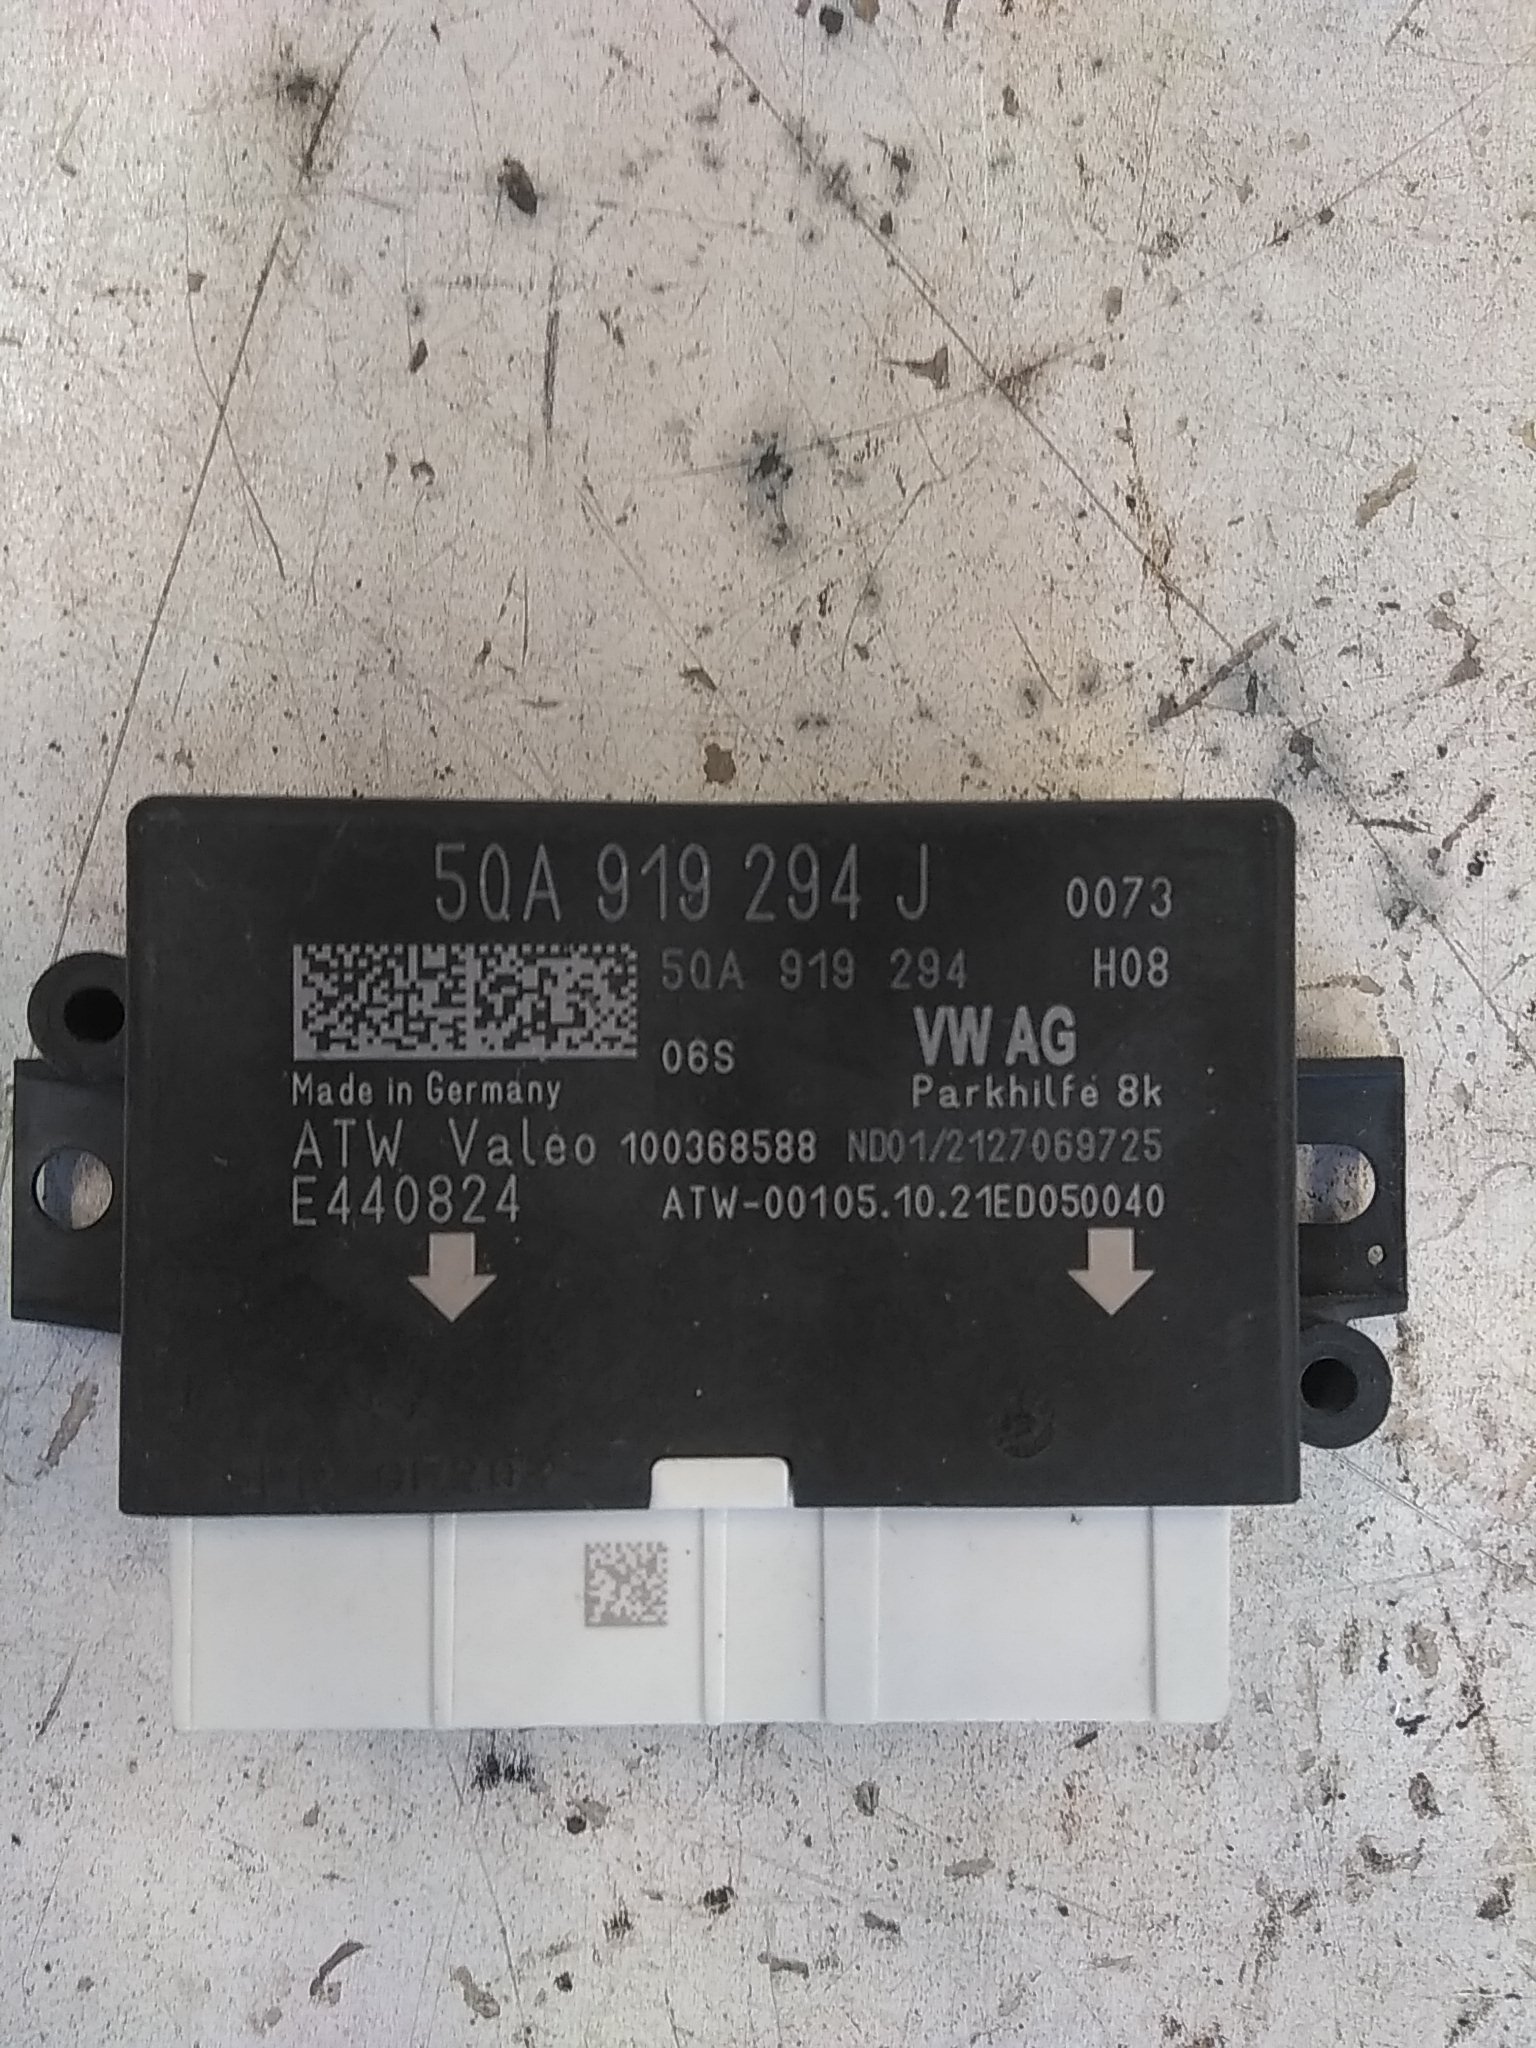 5QA 919 294 J 0073
5QA 919 294 H08
06S VW AG
Made in Germany Parkhilfe 8k
ATW Valeo 100368588 ND01/2127069725
E440824 ATW-00105.10.21ED050040